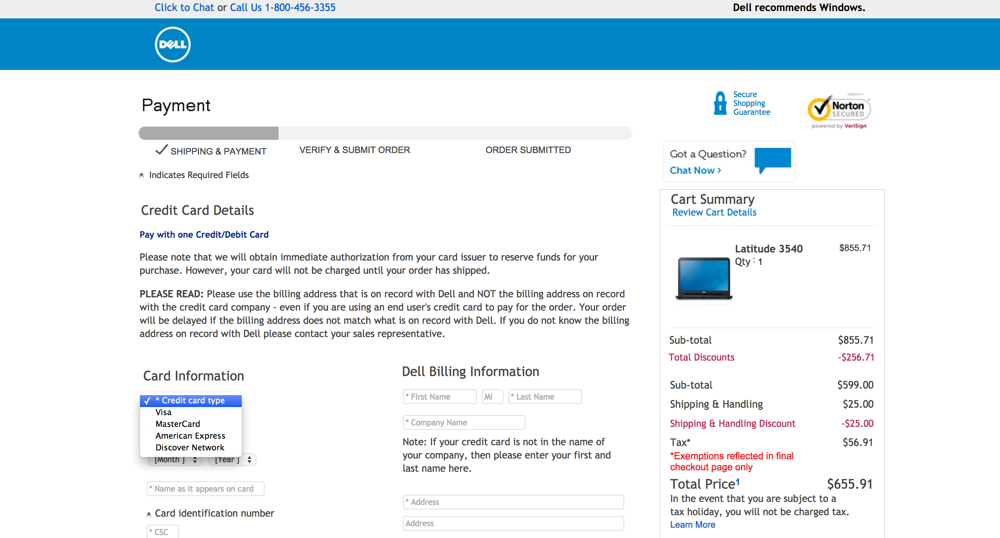 Click to Chat or Call Us 1-800-456-3355
Dell recommends Windows.
DELL
Payment
Secure
Shopping
Guarantee
VERIFY▸
Norton
SECURED
powered by VeriSign
SHIPPING & PAYMENT
VERIFY & SUBMIT ORDER
ORDER SUBMITTED
Got a Question?
Chat Now ›
* Indicates Required Fields
Credit Card Details
Pay with one Credit/Debit Card
Please note that we will obtain immediate authorization from your card issuer to reserve funds for your
purchase. However, your card will not be charged until your order has shipped.
PLEASE READ: Please use the billing address that is on record with Dell and NOT the billing address on record
with the credit card company - even if you are using an end user's credit card to pay for the order. Your order
will be delayed if the billing address does not match what is on record with Dell. If you do not know the billing
address on record with Dell please contact your sales representative.
Card Information
✓ * Credit card type
Visa
MasterCard
American Express
Discover Network
[Month ] [Year ]
* Name as it appears on card
* Card identification number
* CSC
Dell Billing Information
* First Name MI * Last Name
* Company Name
Note: If your credit card is not in the name of
your company, then please enter your first and
last name here.
* Address
Address
Cart Summary
Review Cart Details
Latitude 3540 $855.71
Qty : 1
Sub-total $855.71
Total Discounts -$256.71
Sub-total $599.00
Shipping & Handling $25.00
Shipping & Handling Discount -$25.00
Tax* $56.91
*Exemptions reflected in final
checkout page only
Total Price1 $655.91
In the event that you are subject to a
tax holiday, you will not be charged tax.
Learn More